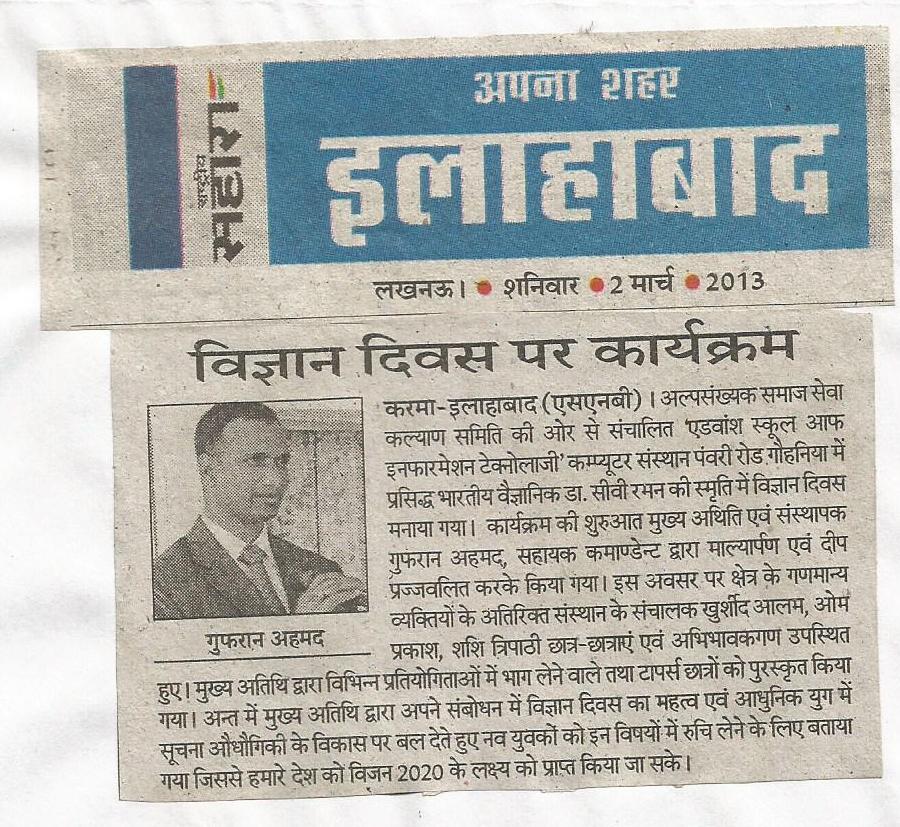 अपना शहर
राष्ट्रीय
सहारा
इलाहाबाद
लखनऊ। ● शनिवार ● 2 मार्च ● 2013
विज्ञान दिवस पर कार्यक्रम
करमा-इलाहाबाद (एसएनबी)। अल्पसंख्यक समाज सेवा
कल्याण समिति की ओर से संचालित 'एडवांश स्कूल आफ
इनफारमेशन टेक्नोलाजी' कम्प्यूटर संस्थान पंवरी रोड गौहनिया में
प्रसिद्ध भारतीय वैज्ञानिक डा. सीवी रमन की स्मृति में विज्ञान दिवस
मनाया गया। कार्यक्रम की शुरुआत मुख्य अथिति एवं संस्थापक
गुफरान अहमद, सहायक कमाण्डेन्ट द्वारा माल्यार्पण एवं दीप
प्रज्जवलित करके किया गया। इस अवसर पर क्षेत्र के गणमान्य
व्यक्तियों के अतिरिक्त संस्थान के संचालक खुर्शीद आलम, ओम
प्रकाश, शशि त्रिपाठी छात्र-छात्राएं एवं अभिभावकगण उपस्थित
गुफरान अहमद
हुए। मुख्य अतिथि द्वारा विभिन्न प्रतियोगिताओं में भाग लेने वाले तथा टापर्स छात्रों को पुरस्कृत किया
गया। अन्त में मुख्य अतिथि द्वारा अपने संबोधन में विज्ञान दिवस का महत्व एवं आधुनिक युग में
सूचना औधौगिकी के विकास पर बल देते हुए नव युवकों को इन विषयों में रुचि लेने के लिए बताया
गया जिससे हमारे देश को विजन 2020 के लक्ष्य को प्राप्त किया जा सके।